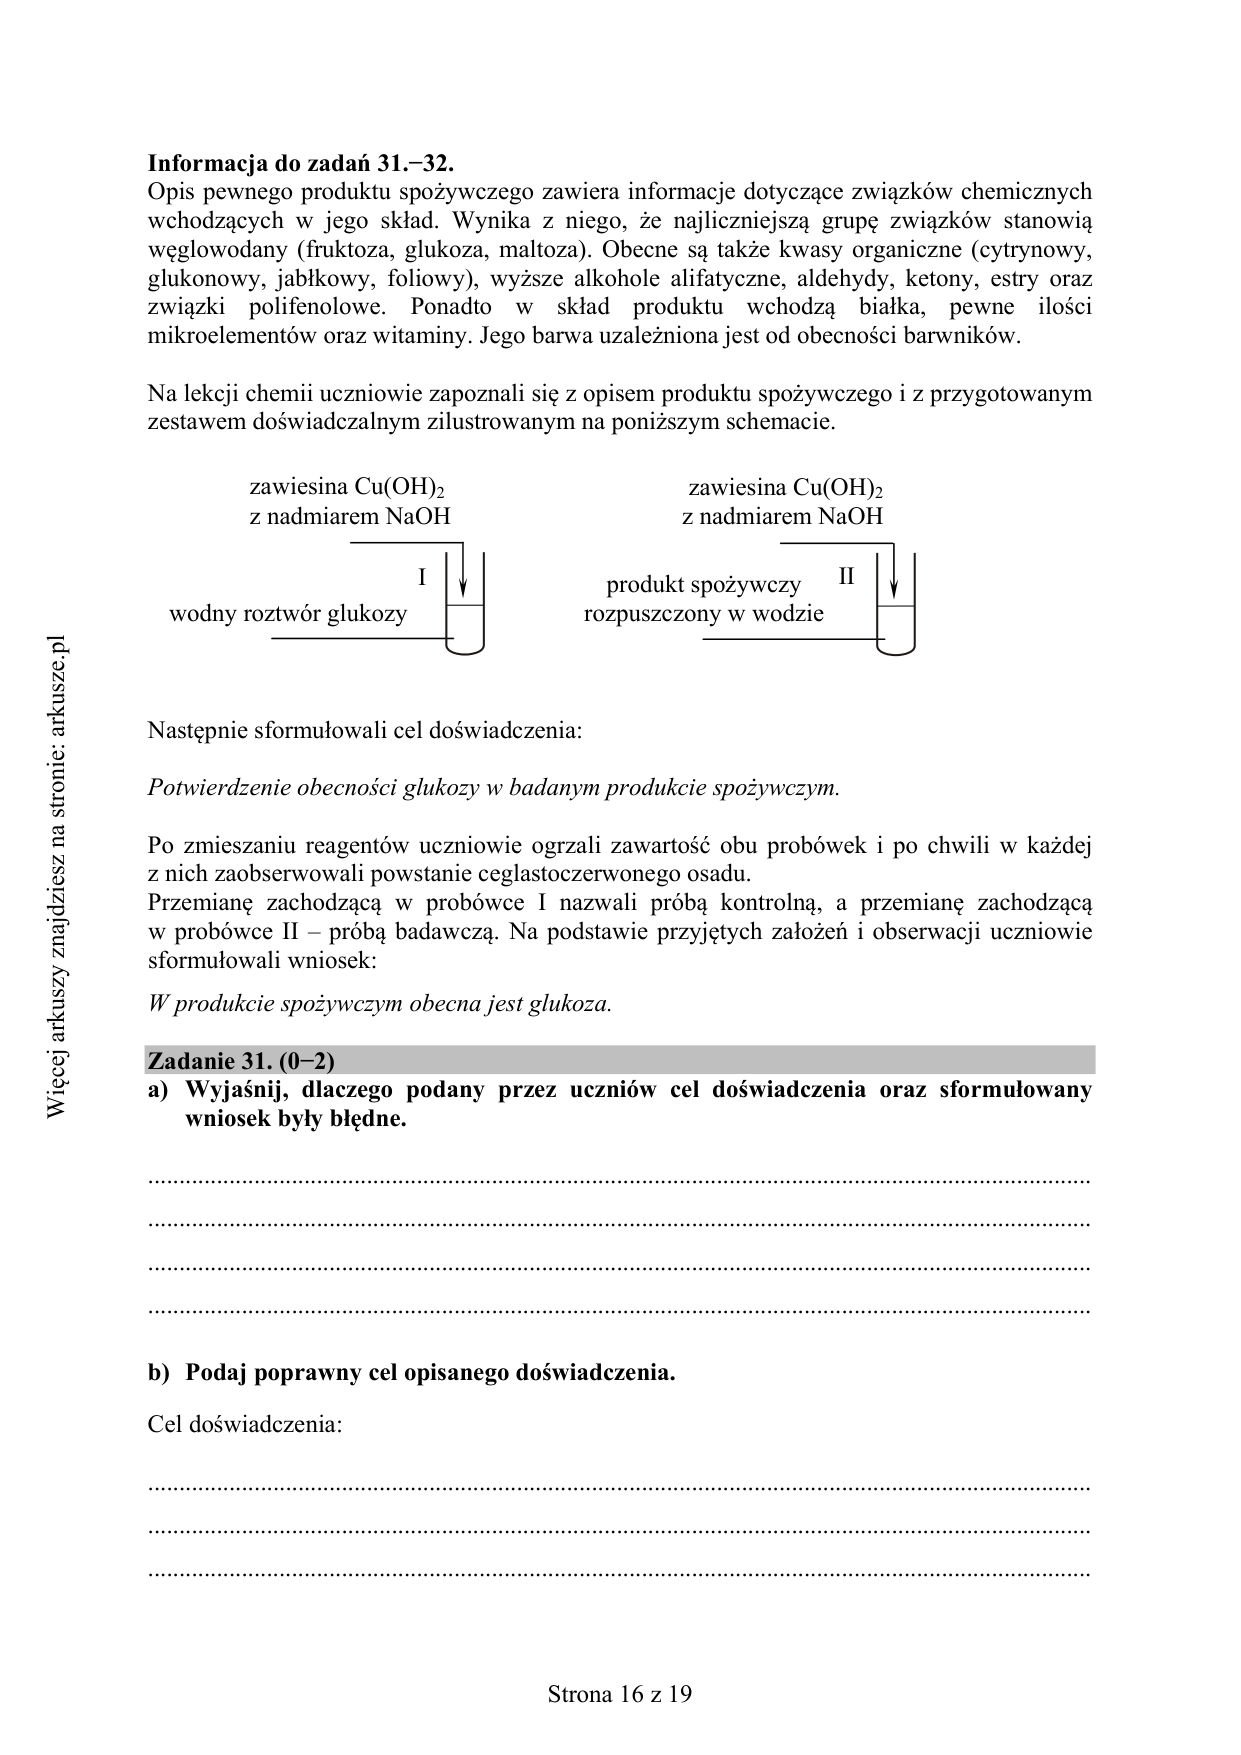 Informacja do zadań 31.−32.
Opis pewnego produktu spożywczego zawiera informacje dotyczące związków chemicznych
wchodzących w jego skład. Wynika z niego, że najliczniejszą grupę związków stanowią
węglowodany (fruktoza, glukoza, maltoza). Obecne są także kwasy organiczne (cytrynowy,
glukonowy, jabłkowy, foliowy), wyższe alkohole alifatyczne, aldehydy, ketony, estry oraz
związki polifenolowe. Ponadto w skład produktu wchodzą białka, pewne ilości
mikroelementów oraz witaminy. Jego barwa uzależniona jest od obecności barwników.
Na lekcji chemii uczniowie zapoznali się z opisem produktu spożywczego i z przygotowanym
zestawem doświadczalnym zilustrowanym na poniższym schemacie.
zawiesina Cu(OH)₂
z nadmiarem NaOH
I
wodny roztwór glukozy
zawiesina Cu(OH)₂
z nadmiarem NaOH
II
produkt spożywczy
rozpuszczony w wodzie
Następnie sformułowali cel doświadczenia:
Potwierdzenie obecności glukozy w badanym produkcie spożywczym.
Po zmieszaniu reagentów uczniowie ogrzali zawartość obu probówek i po chwili w każdej
z nich zaobserwowali powstanie ceglastoczerwonego osadu.
Przemianę zachodzącą w probówce I nazwali próbą kontrolną, a przemianę zachodzącą
w probówce II – próbą badawczą. Na podstawie przyjętych założeń i obserwacji uczniowie
sformułowali wniosek:
W produkcie spożywczym obecna jest glukoza.
Zadanie 31. (0−2)
a) Wyjaśnij, dlaczego podany przez uczniów cel doświadczenia oraz sformułowany
wniosek były błędne.
b) Podaj poprawny cel opisanego doświadczenia.
Cel doświadczenia:
Strona 16 z 19
Więcej arkuszy znajdziesz na stronie: arkusze.pl